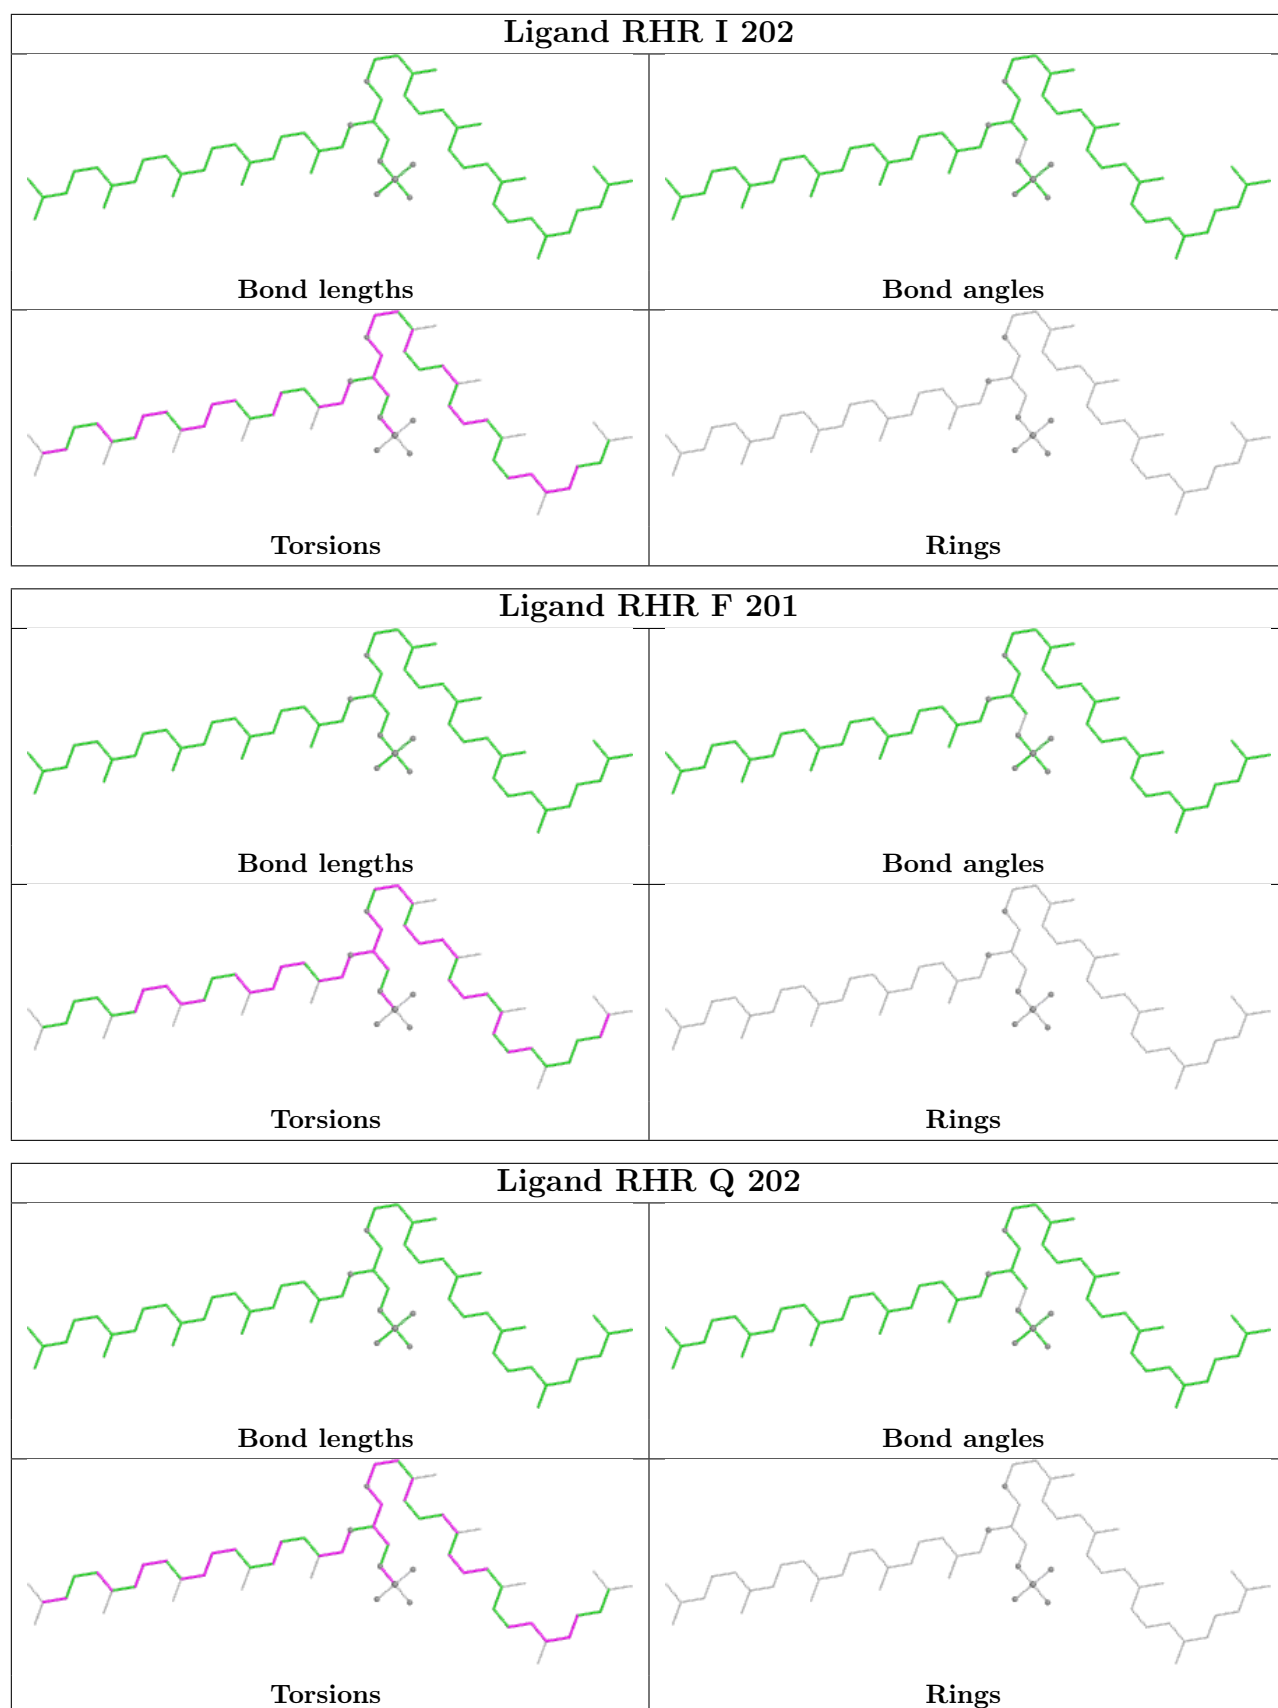 Ligand RHR I 202
Bond lengths
Bond angles
Torsions
Rings
Ligand RHR F 201
Bond lengths
Bond angles
Torsions
Rings
Ligand RHR Q 202
Bond lengths
Bond angles
Torsions
Rings